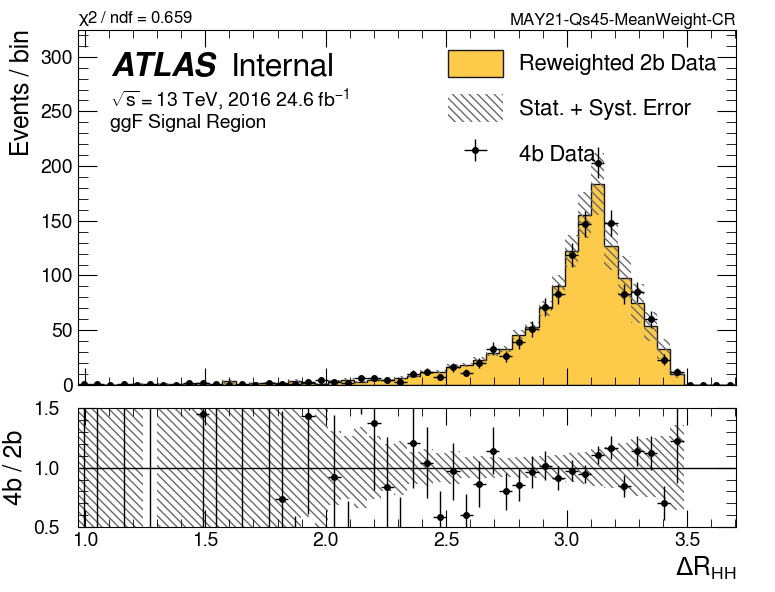 χ2 / ndf = 0.659
MAY21-Qs45-MeanWeight-CR
Events / bin
ATLAS Internal
√s = 13 TeV, 2016 24.6 fb⁻¹
ggF Signal Region
Reweighted 2b Data
Stat. + Syst. Error
4b Data
300
250
200
150
100
50
0
4b / 2b
1.5
1.0
0.5
1.0 1.5 2.0 2.5 3.0 3.5
ΔR_HH